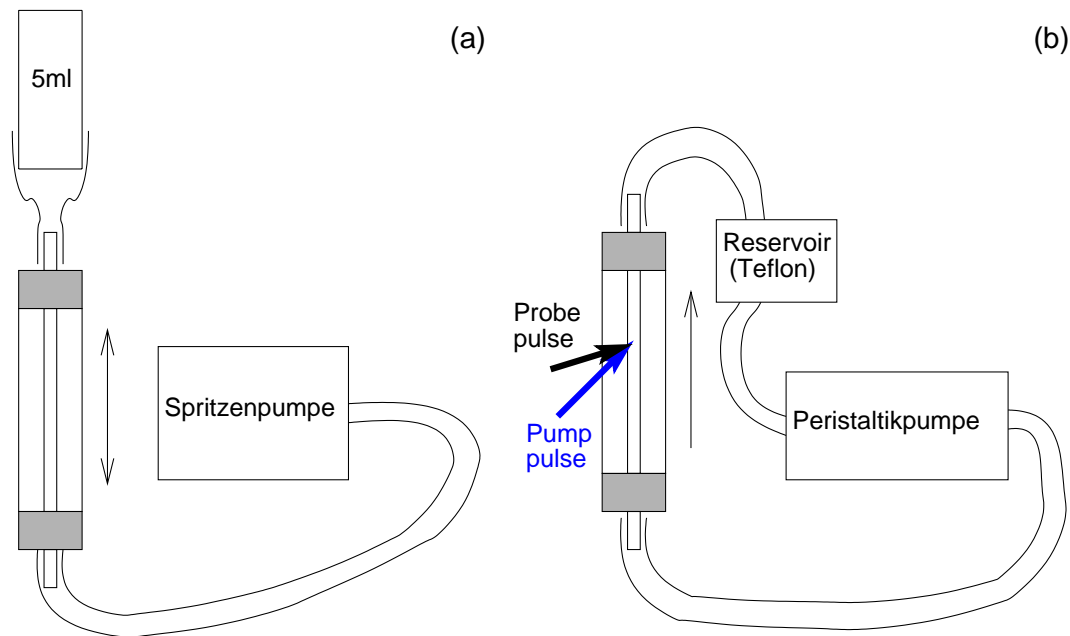 (a)
5ml
Spritzenpumpe
(b)
Reservoir
(Teflon)
Probe
pulse
Pump
pulse
Peristaltikpumpe